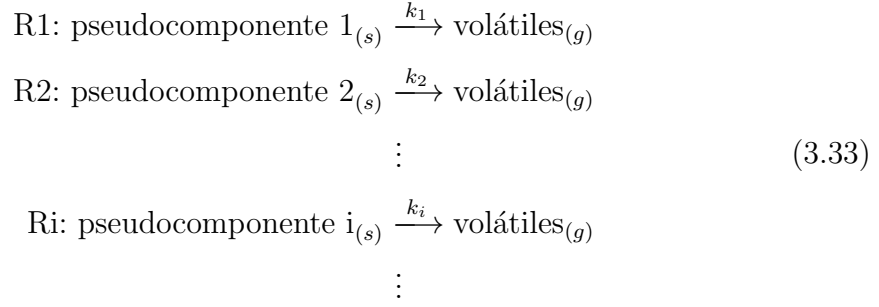 R1: pseudocomponente 1(s) —k1→ volátiles(g)
R2: pseudocomponente 2(s) —k2→ volátiles(g)
⋮ (3.33)
Ri: pseudocomponente i(s) —ki→ volátiles(g)
⋮